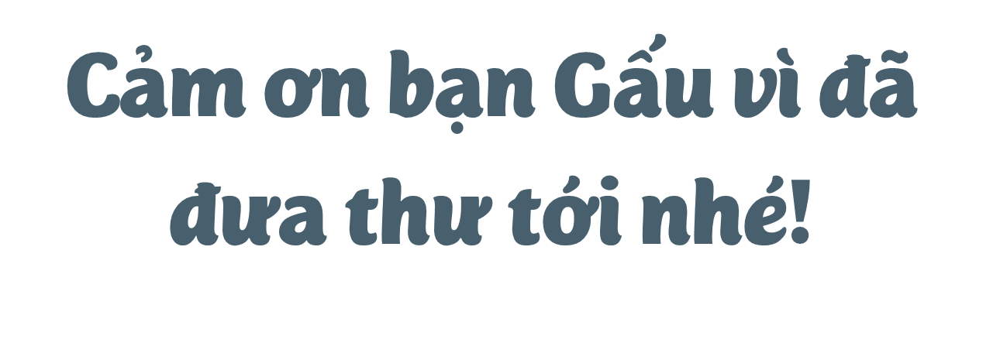 Cảm ơn bạn Gấu vì đã
đưa thư tới nhé!